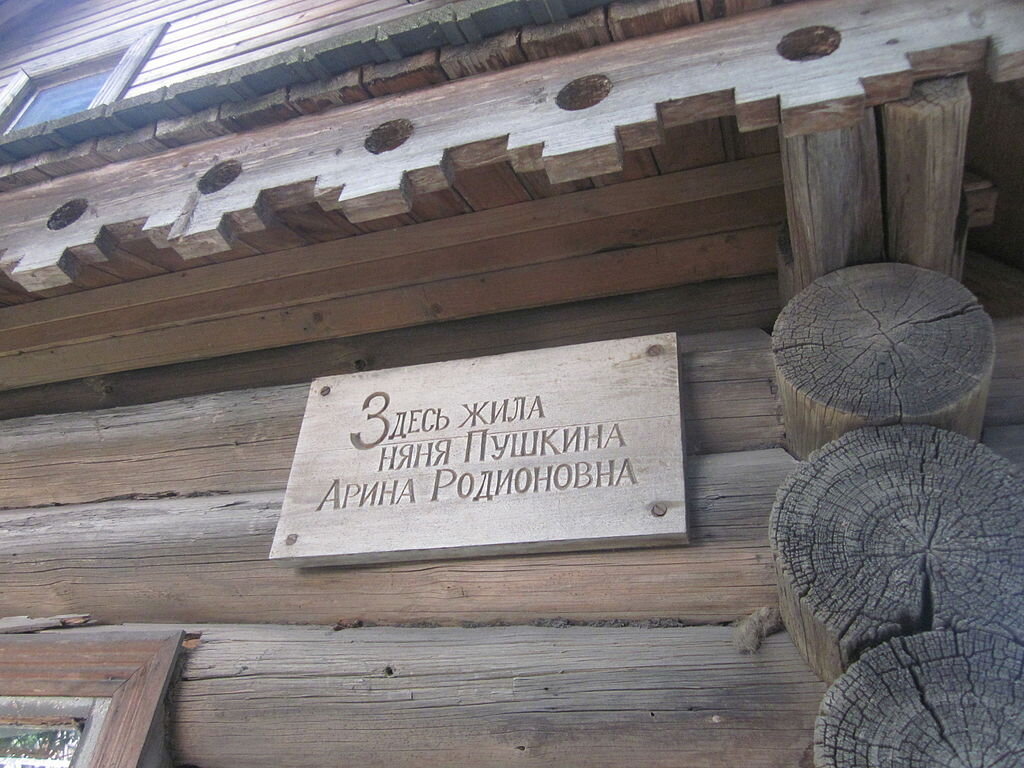 Здесь жила
няня Пушкина
Арина Родионовна